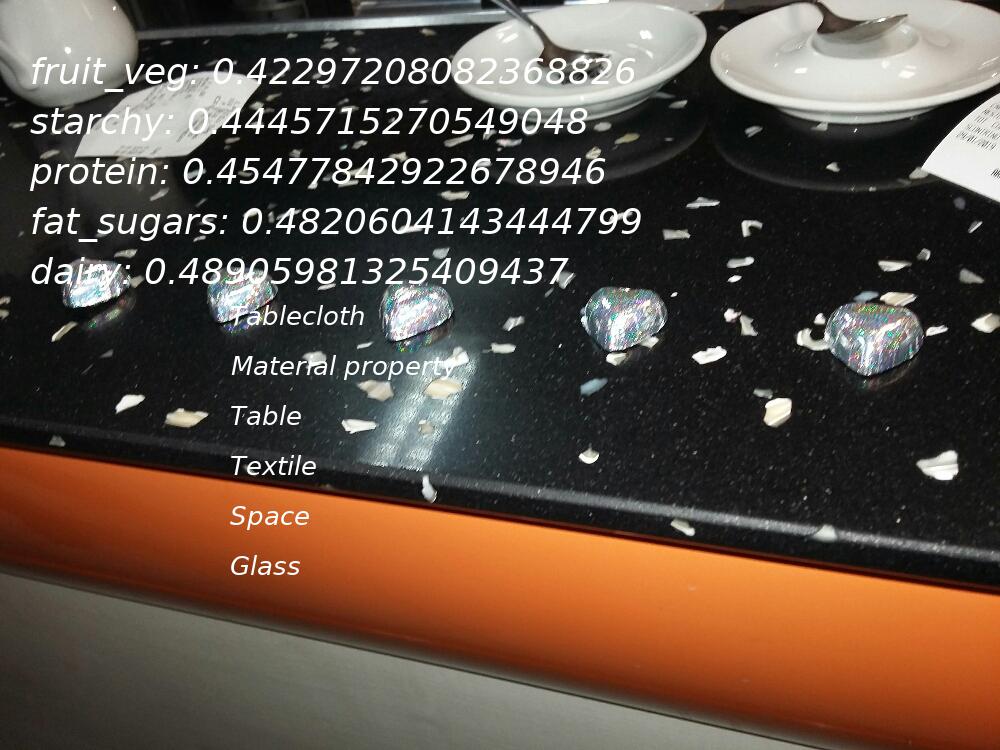 fruit_veg: 0.42297208082368826
starchy: 0.4445715270549048
protein: 0.45477842922678946
fat_sugars: 0.4820604143444799
dairy: 0.48905981325409437
Tablecloth
Material property
Table
Textile
Space
Glass